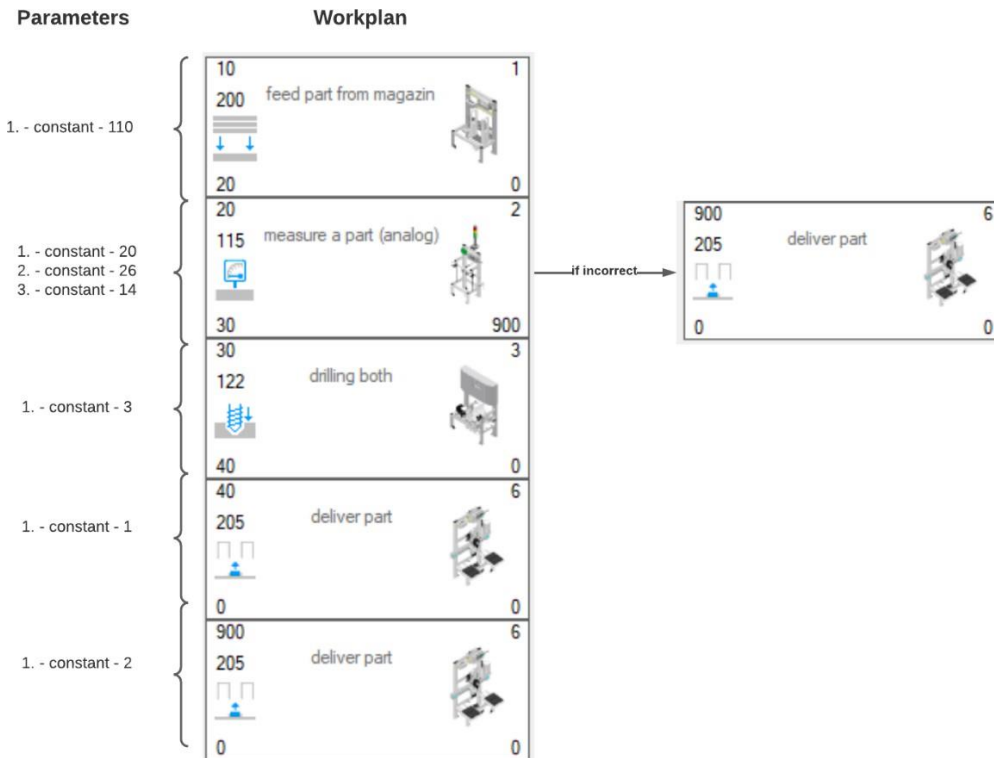 Parameters
Workplan
1. - constant - 110
10
1
200
feed part from magazin
20
0
1. - constant - 20
2. - constant - 26
3. - constant - 14
20
2
115
measure a part (analog)
30
900
if incorrect
900
6
205
deliver part
0
0
1. - constant - 3
30
3
122
drilling both
40
0
1. - constant - 1
40
6
205
deliver part
0
0
1. - constant - 2
900
6
205
deliver part
0
0